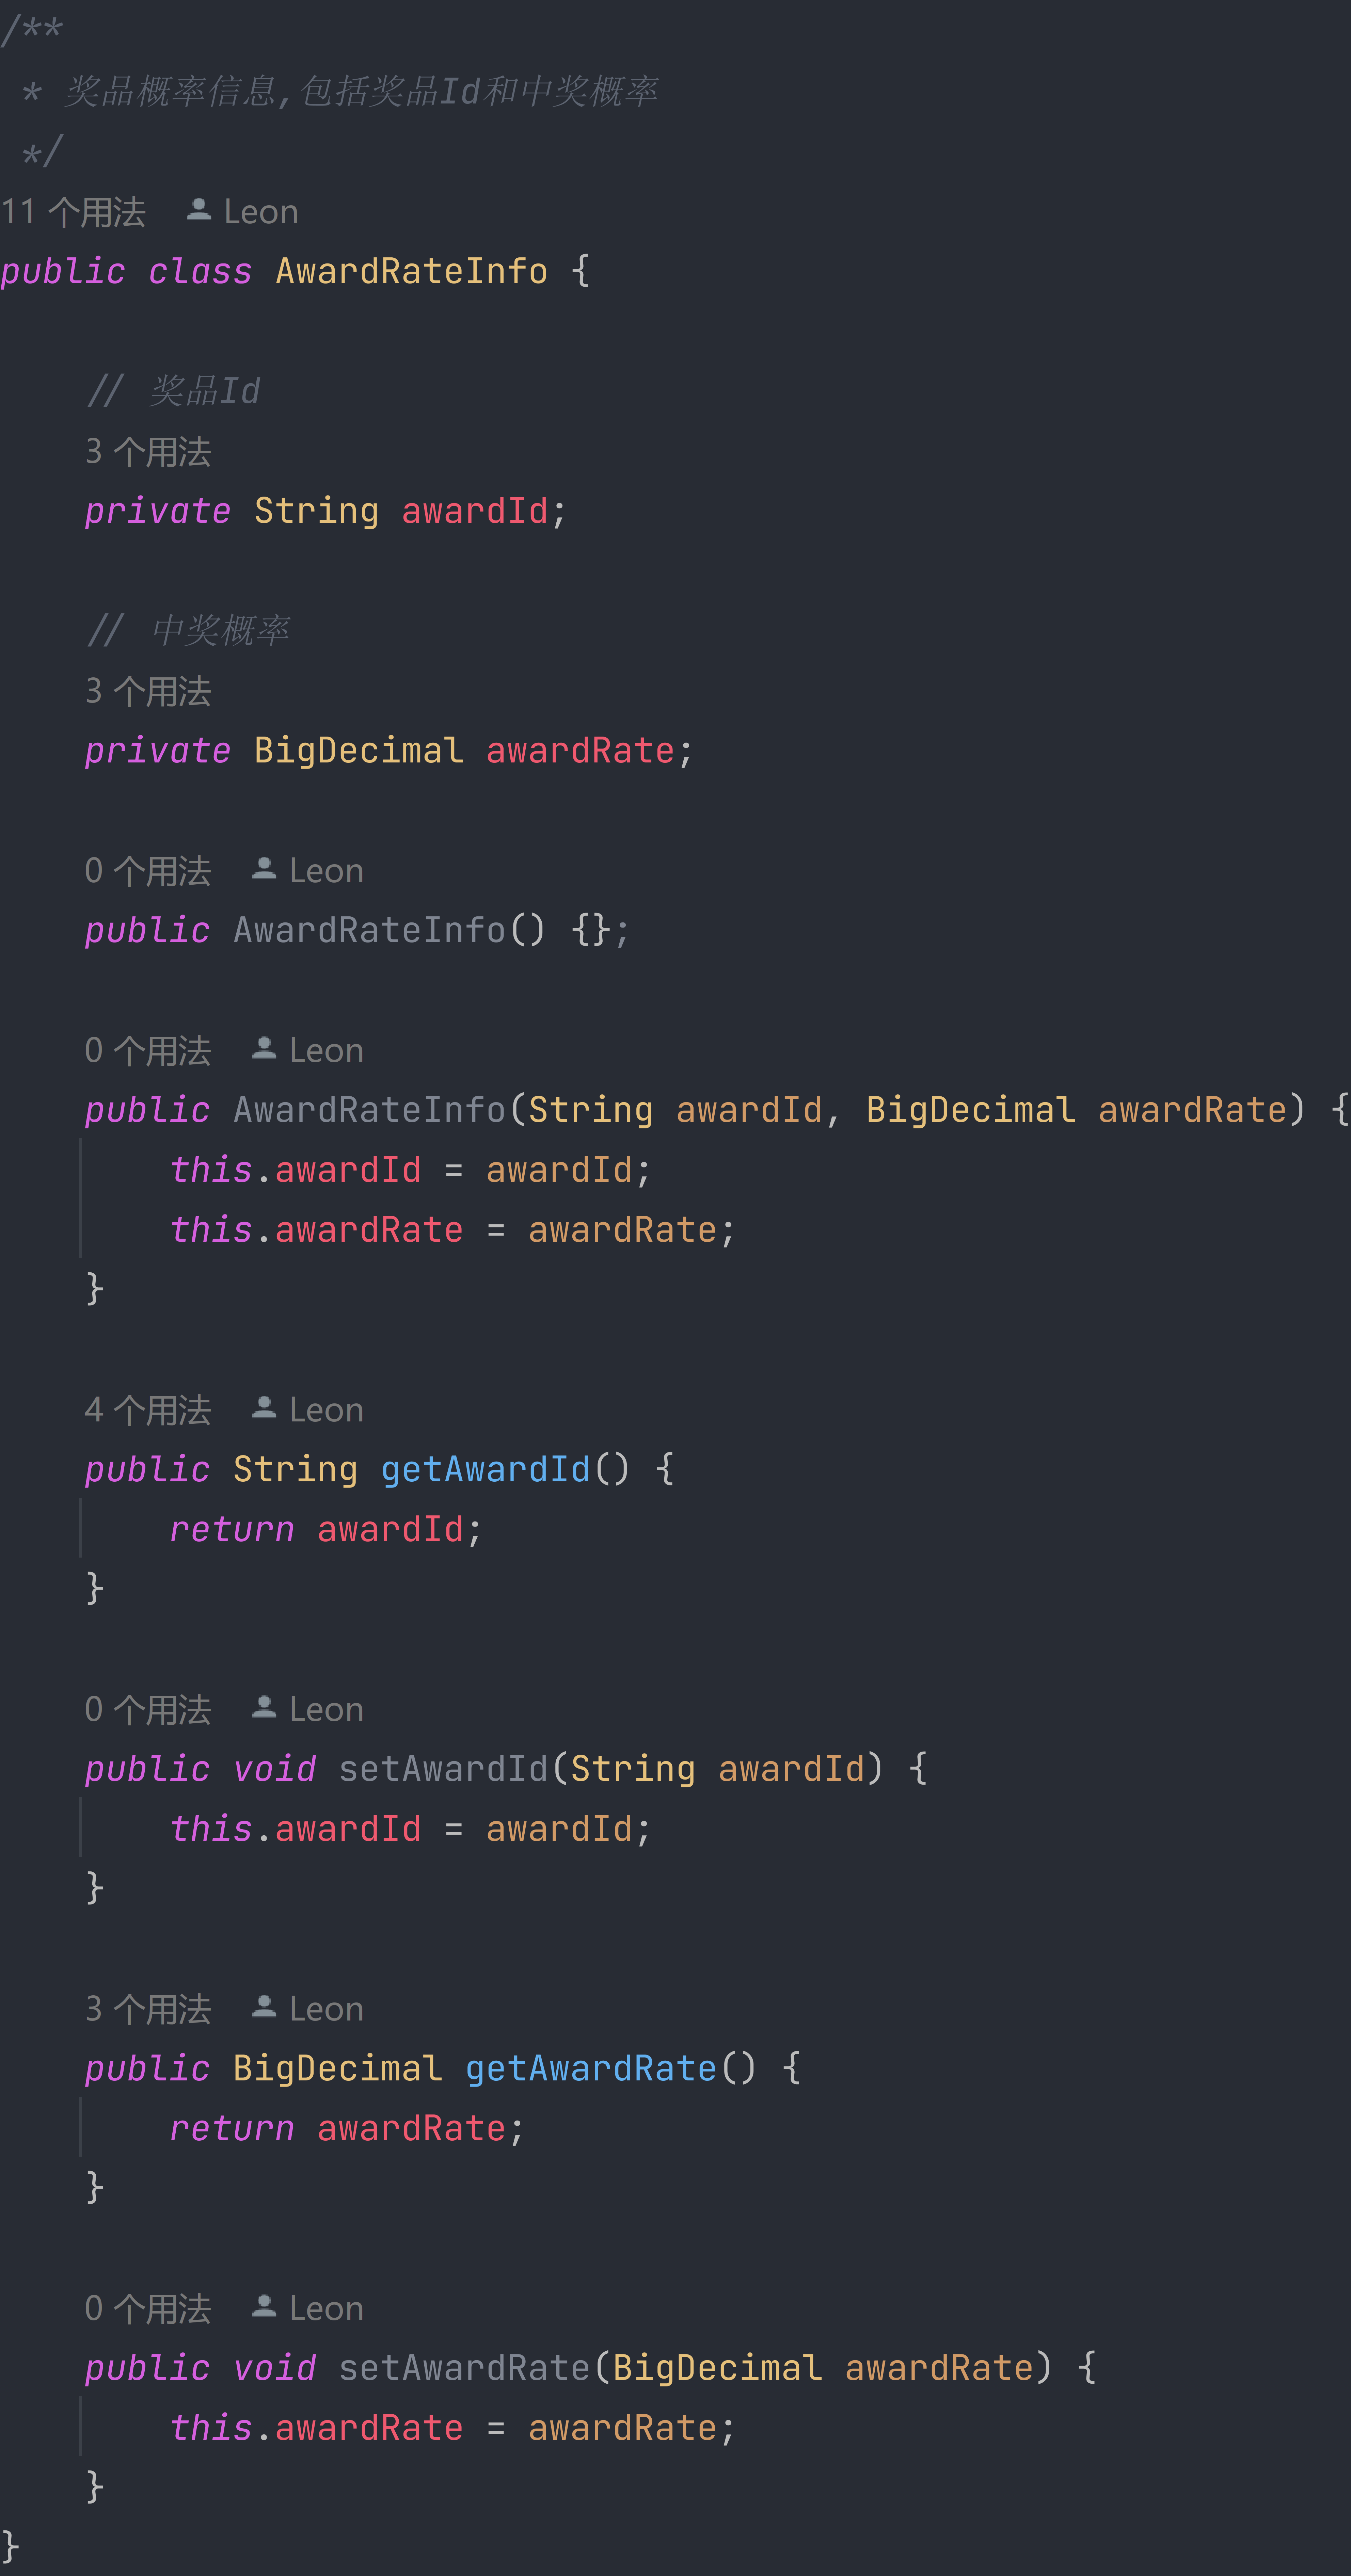 /**
 * 奖品概率信息,包括奖品Id和中奖概率
 */
11 个用法 Leon
public class AwardRateInfo {
// 奖品Id
3 个用法
private String awardId;
// 中奖概率
3 个用法
private BigDecimal awardRate;
0 个用法 Leon
public AwardRateInfo() {};
0 个用法 Leon
public AwardRateInfo(String awardId, BigDecimal awardRate) {
this.awardId = awardId;
this.awardRate = awardRate;
}
4 个用法 Leon
public String getAwardId() {
return awardId;
}
0 个用法 Leon
public void setAwardId(String awardId) {
this.awardId = awardId;
}
3 个用法 Leon
public BigDecimal getAwardRate() {
return awardRate;
}
0 个用法 Leon
public void setAwardRate(BigDecimal awardRate) {
this.awardRate = awardRate;
}
}